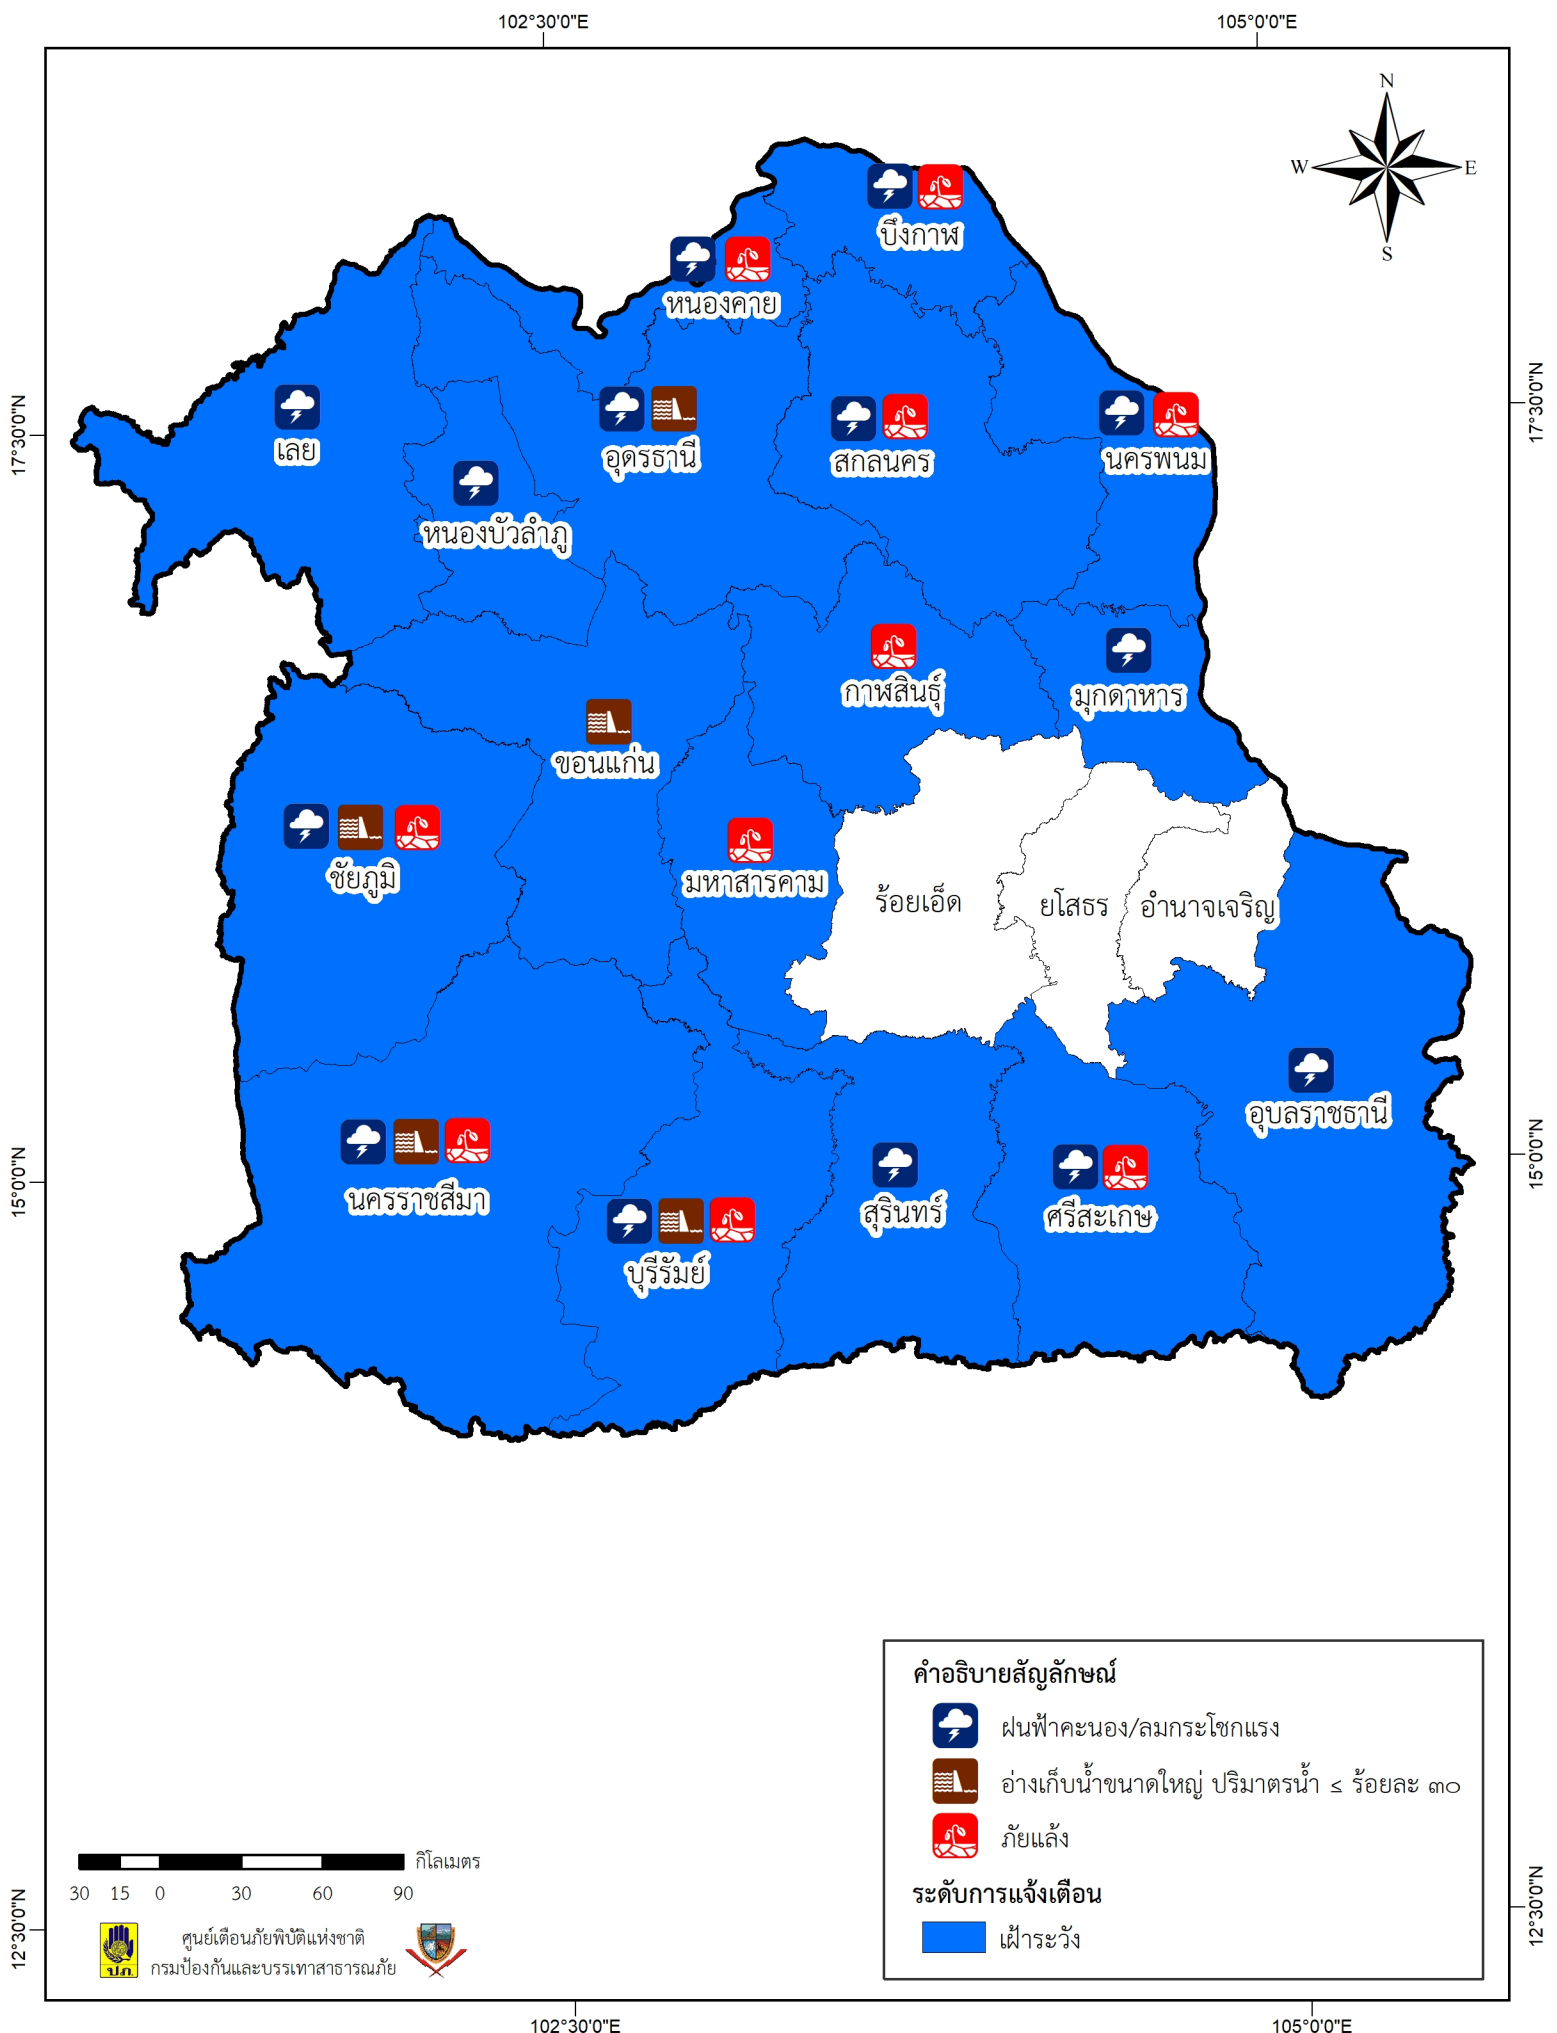 102°30'0"E 105°0'0"E
N
W E
S
บึงกาฬ
หนองคาย
17°30'0"N 17°30'0"N
เลย อุดรธานี สกลนคร นครพนม
หนองบัวลำภู
กาฬสินธุ์ มุกดาหาร
ขอนแก่น
ชัยภูมิ มหาสารคาม
ร้อยเอ็ด ยโสธร อำนาจเจริญ
อุบลราชธานี
15°0'0"N 15°0'0"N
นครราชสีมา สุรินทร์ ศรีสะเกษ
บุรีรัมย์
คำอธิบายสัญลักษณ์
ฝนฟ้าคะนอง/ลมกระโชกแรง
อ่างเก็บน้ำขนาดใหญ่ ปริมาตรน้ำ ≤ ร้อยละ ๓๐
ภัยแล้ง
ระดับการแจ้งเตือน
เฝ้าระวัง
กิโลเมตร
30 15 0 30 60 90
ศูนย์เตือนภัยพิบัติแห่งชาติ
กรมป้องกันและบรรเทาสาธารณภัย
ปภ.
12°30'0"N 12°30'0"N
102°30'0"E 105°0'0"E